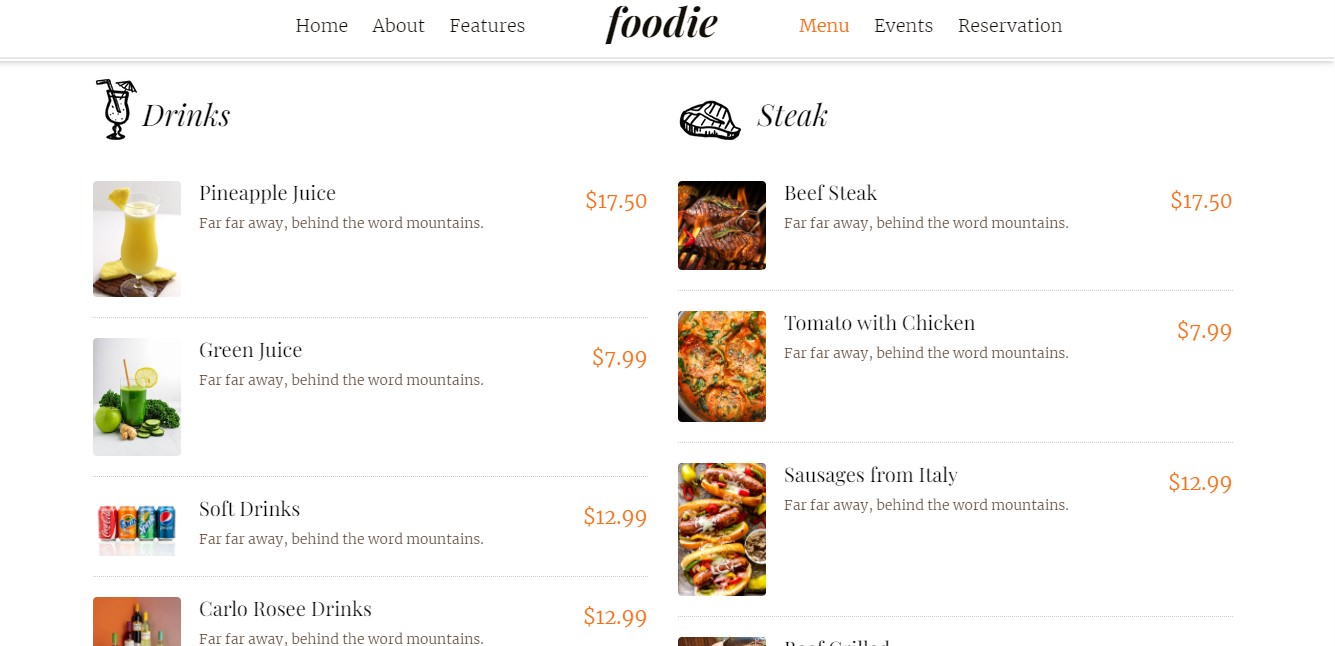 Home About Features foodie Menu Events Reservation
Drinks
Pineapple Juice $17.50
Far far away, behind the word mountains.
Green Juice $7.99
Far far away, behind the word mountains.
Soft Drinks $12.99
Far far away, behind the word mountains.
Carlo Rosee Drinks $12.99
Far far away, behind the word mountains.
Steak
Beef Steak $17.50
Far far away, behind the word mountains.
Tomato with Chicken $7.99
Far far away, behind the word mountains.
Sausages from Italy $12.99
Far far away, behind the word mountains.
Beef Grilled